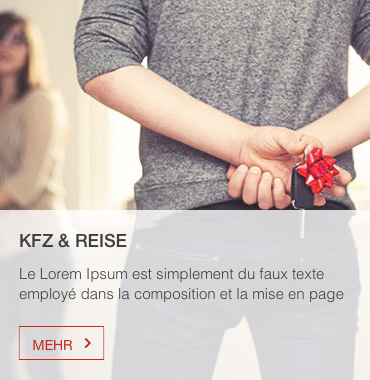 KFZ & REISE
Le Lorem Ipsum est simplement du faux texte
employé dans la composition et la mise en page
MEHR